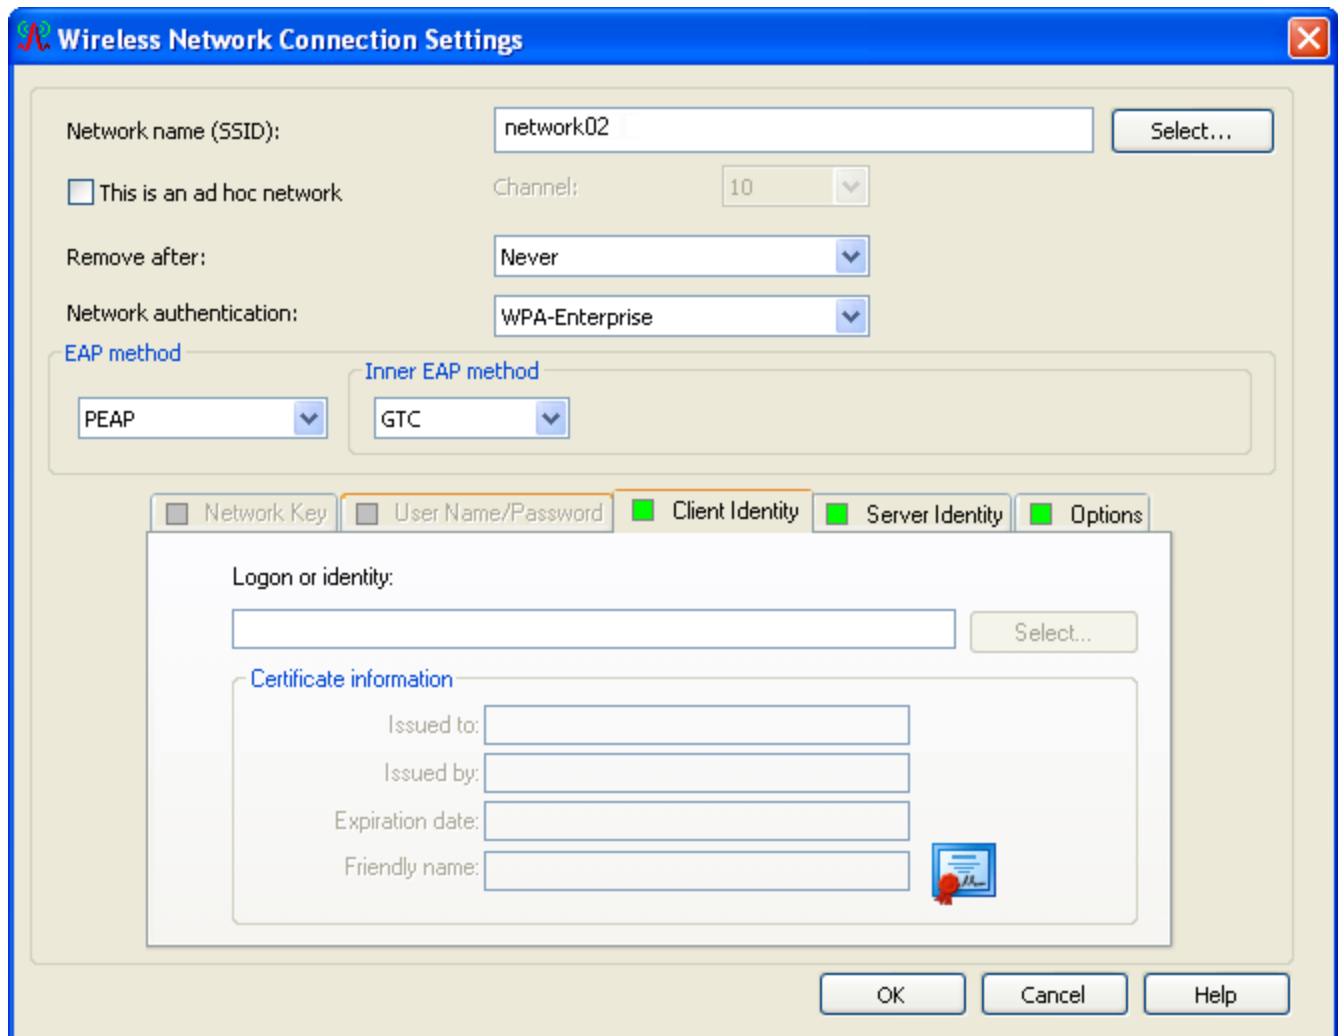 Wireless Network Connection Settings
Network name (SSID): network02 Select...
This is an ad hoc network Channel: 10
Remove after: Never
Network authentication: WPA-Enterprise
EAP method
Inner EAP method
PEAP GTC
Network Key User Name/Password Client Identity Server Identity Options
Logon or identity:
Select...
Certificate information
Issued to:
Issued by:
Expiration date:
Friendly name:
OK Cancel Help